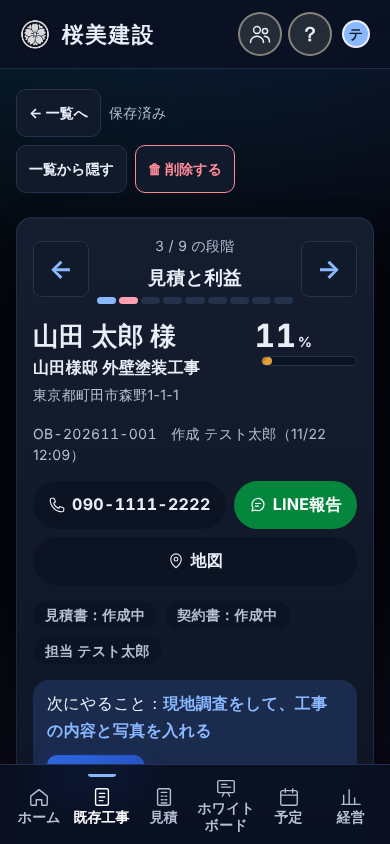 桜美建設
?
テ
← 一覧へ
保存済み
一覧から隠す
削除する
←
3 / 9 の段階
→
見積と利益
山田 太郎 様
11%
山田様邸 外壁塗装工事
東京都町田市森野1-1-1
OB-202611-001 作成 テスト太郎（11/22
12:09）
090-1111-2222
LINE報告
地図
見積書：作成中
契約書：作成中
担当 テスト太郎
次にやること：現地調査をして、工事
の内容と写真を入れる
ホーム
既存工事
見積
ホワイト
ボード
予定
経営